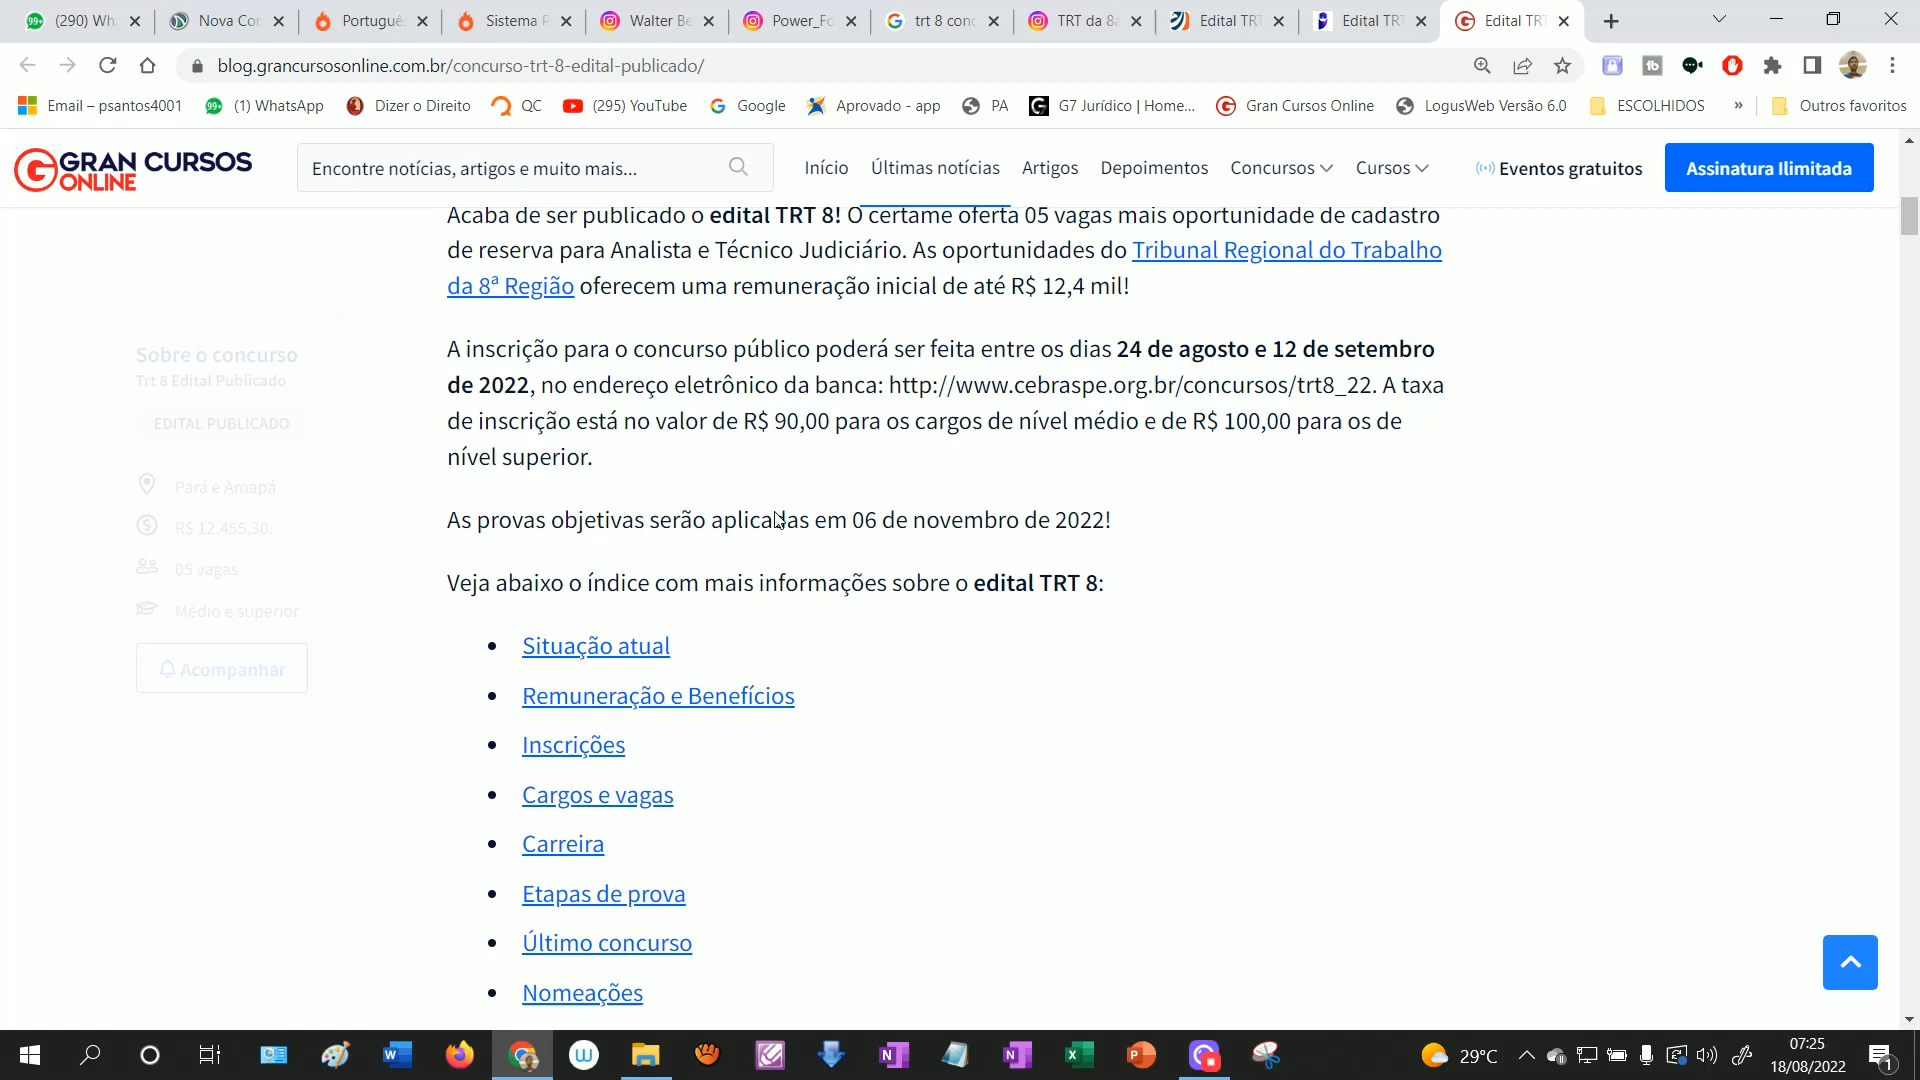 (290) Wh
Nova Con
Português
Sistema P
Walter Be
Power_Fo
trt 8 conc
TRT da 8ª
Edital TRT
Edital TRT
Edital TRT
blog.grancursosonline.com.br/concurso-trt-8-edital-publicado/
Email – psantos4001
(1) WhatsApp
Dizer o Direito
QC
(295) YouTube
Google
Aprovado - app
PA
G7 Jurídico | Home...
Gran Cursos Online
LogusWeb Versão 6.0
ESCOLHIDOS
»
Outros favoritos
GRAN CURSOS
ONLINE
Encontre notícias, artigos e muito mais...
Início
Últimas notícias
Artigos
Depoimentos
Concursos
Cursos
Eventos gratuitos
Assinatura Ilimitada
Acaba de ser publicado o edital TRT 8! O certame oferta 05 vagas mais oportunidade de cadastro
de reserva para Analista e Técnico Judiciário. As oportunidades do Tribunal Regional do Trabalho
da 8ª Região oferecem uma remuneração inicial de até R$ 12,4 mil!
A inscrição para o concurso público poderá ser feita entre os dias 24 de agosto e 12 de setembro
de 2022, no endereço eletrônico da banca: http://www.cebraspe.org.br/concursos/trt8_22. A taxa
de inscrição está no valor de R$ 90,00 para os cargos de nível médio e de R$ 100,00 para os de
nível superior.
As provas objetivas serão aplicadas em 06 de novembro de 2022!
Veja abaixo o índice com mais informações sobre o edital TRT 8:
• Situação atual
• Remuneração e Benefícios
• Inscrições
• Cargos e vagas
• Carreira
• Etapas de prova
• Último concurso
• Nomeações
Sobre o concurso
Trt 8 Edital Publicado
EDITAL PUBLICADO
Pará e Amapá
R$ 12.455,30.
05 vagas
Médio e superior
Acompanhar
29°C
07:25
18/08/2022
1